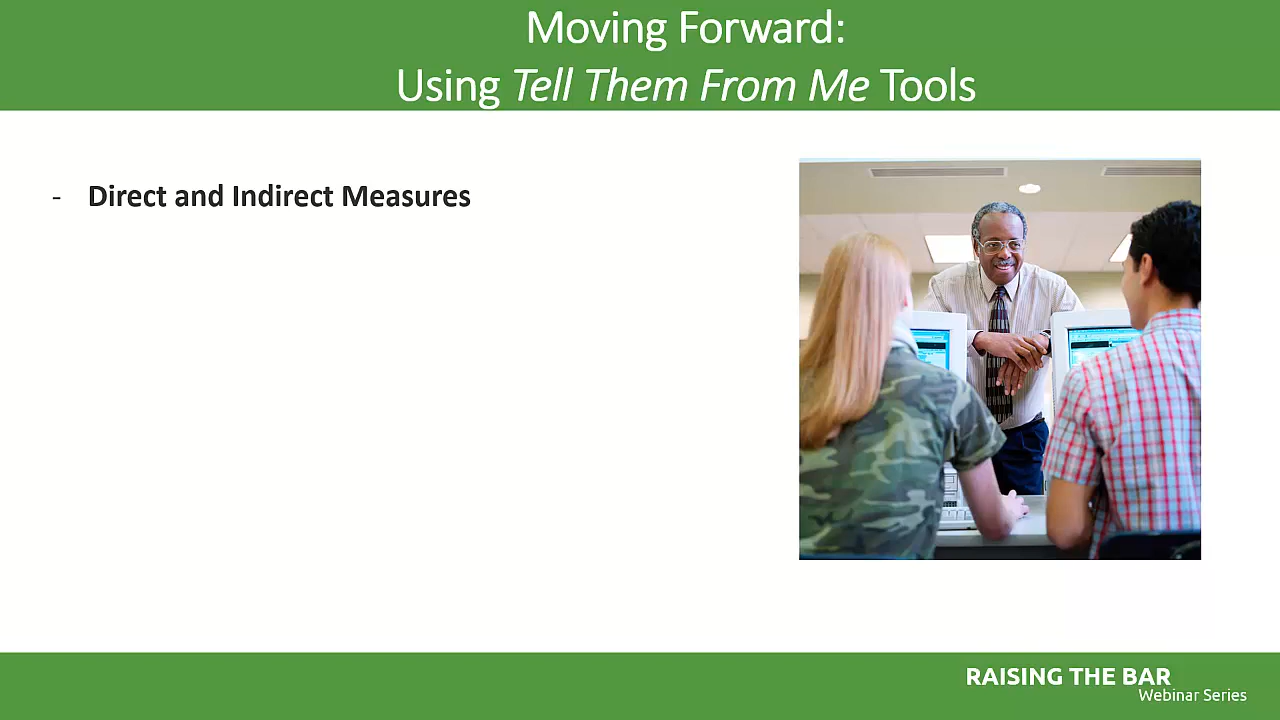 Moving Forward:
Using Tell Them From Me Tools
- Direct and Indirect Measures
RAISING THE BAR
Webinar Series